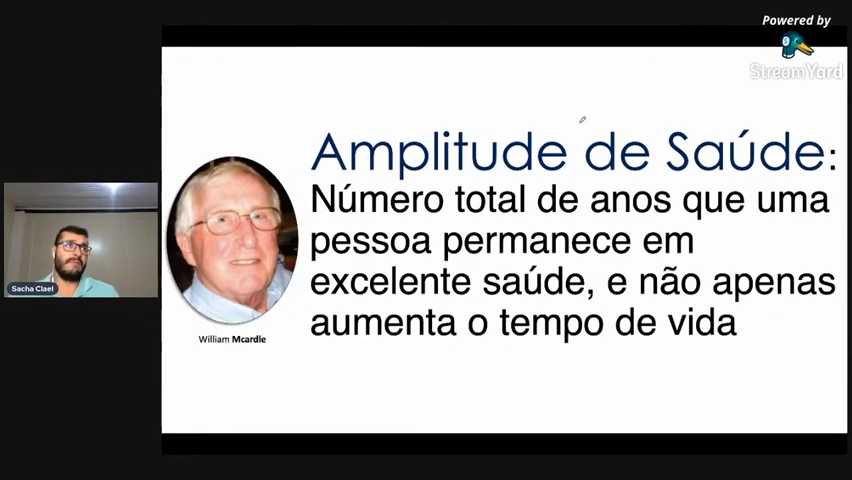 Powered by
StreamYard
Amplitude de Saúde:
Número total de anos que uma
pessoa permanece em
excelente saúde, e não apenas
aumenta o tempo de vida
Sacha Clael
William Mcardle